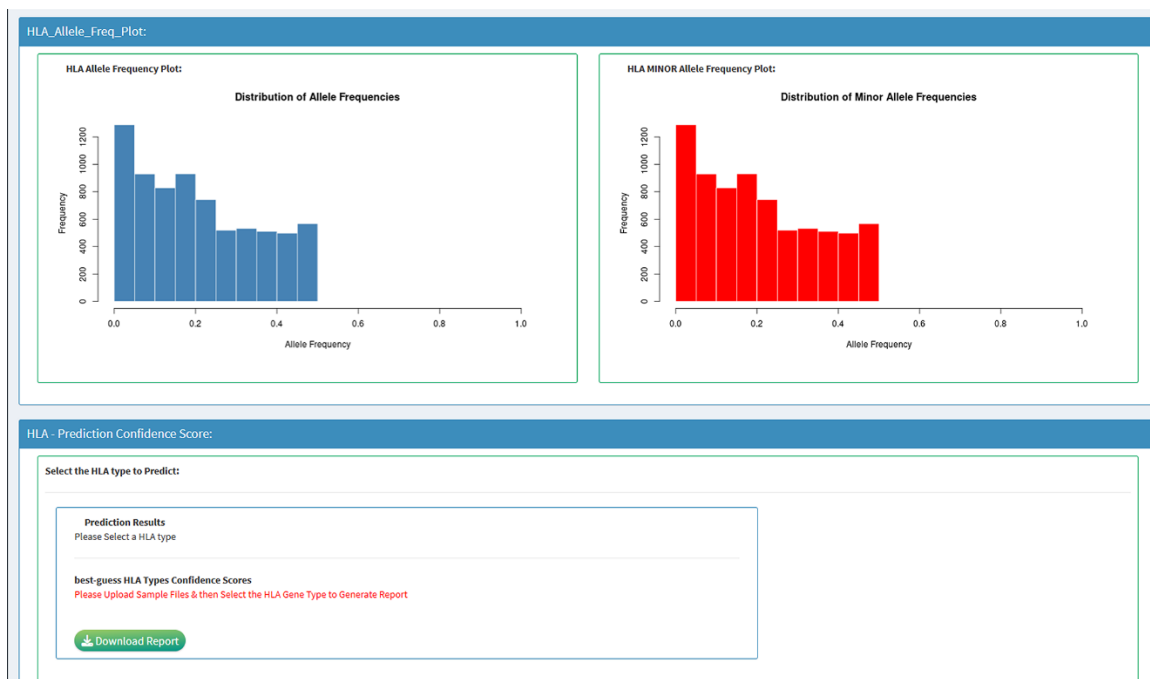 HLA_Allele_Freq_Plot:
HLA Allele Frequency Plot:
Distribution of Allele Frequencies
Frequency
0
200
400
600
800
1000
1200
0.0 0.2 0.4 0.6 0.8 1.0
Allele Frequency
HLA MINOR Allele Frequency Plot:
Distribution of Minor Allele Frequencies
Frequency
0
200
400
600
800
1000
1200
0.0 0.2 0.4 0.6 0.8 1.0
Allele Frequency
HLA - Prediction Confidence Score:
Select the HLA type to Predict:
Prediction Results
Please Select a HLA type
best-guess HLA Types Confidence Scores
Please Upload Sample Files & then Select the HLA Gene Type to Generate Report
Download Report